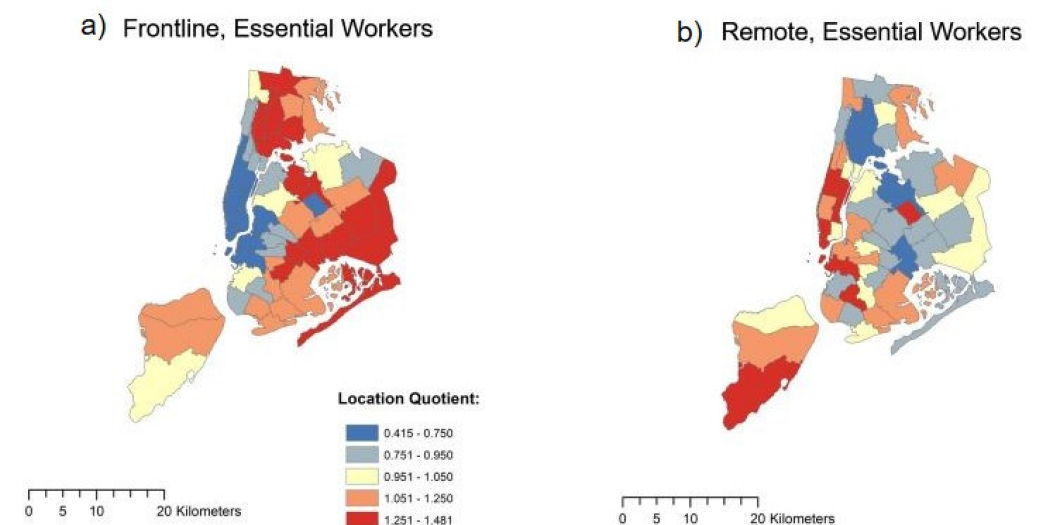 a) Frontline, Essential Workers
b) Remote, Essential Workers
Location Quotient:
0.415 - 0.750
0.751 - 0.950
0.951 - 1.050
1.051 - 1.250
1.251 - 1.481
0 5 10 20 Kilometers
0 5 10 20 Kilometers